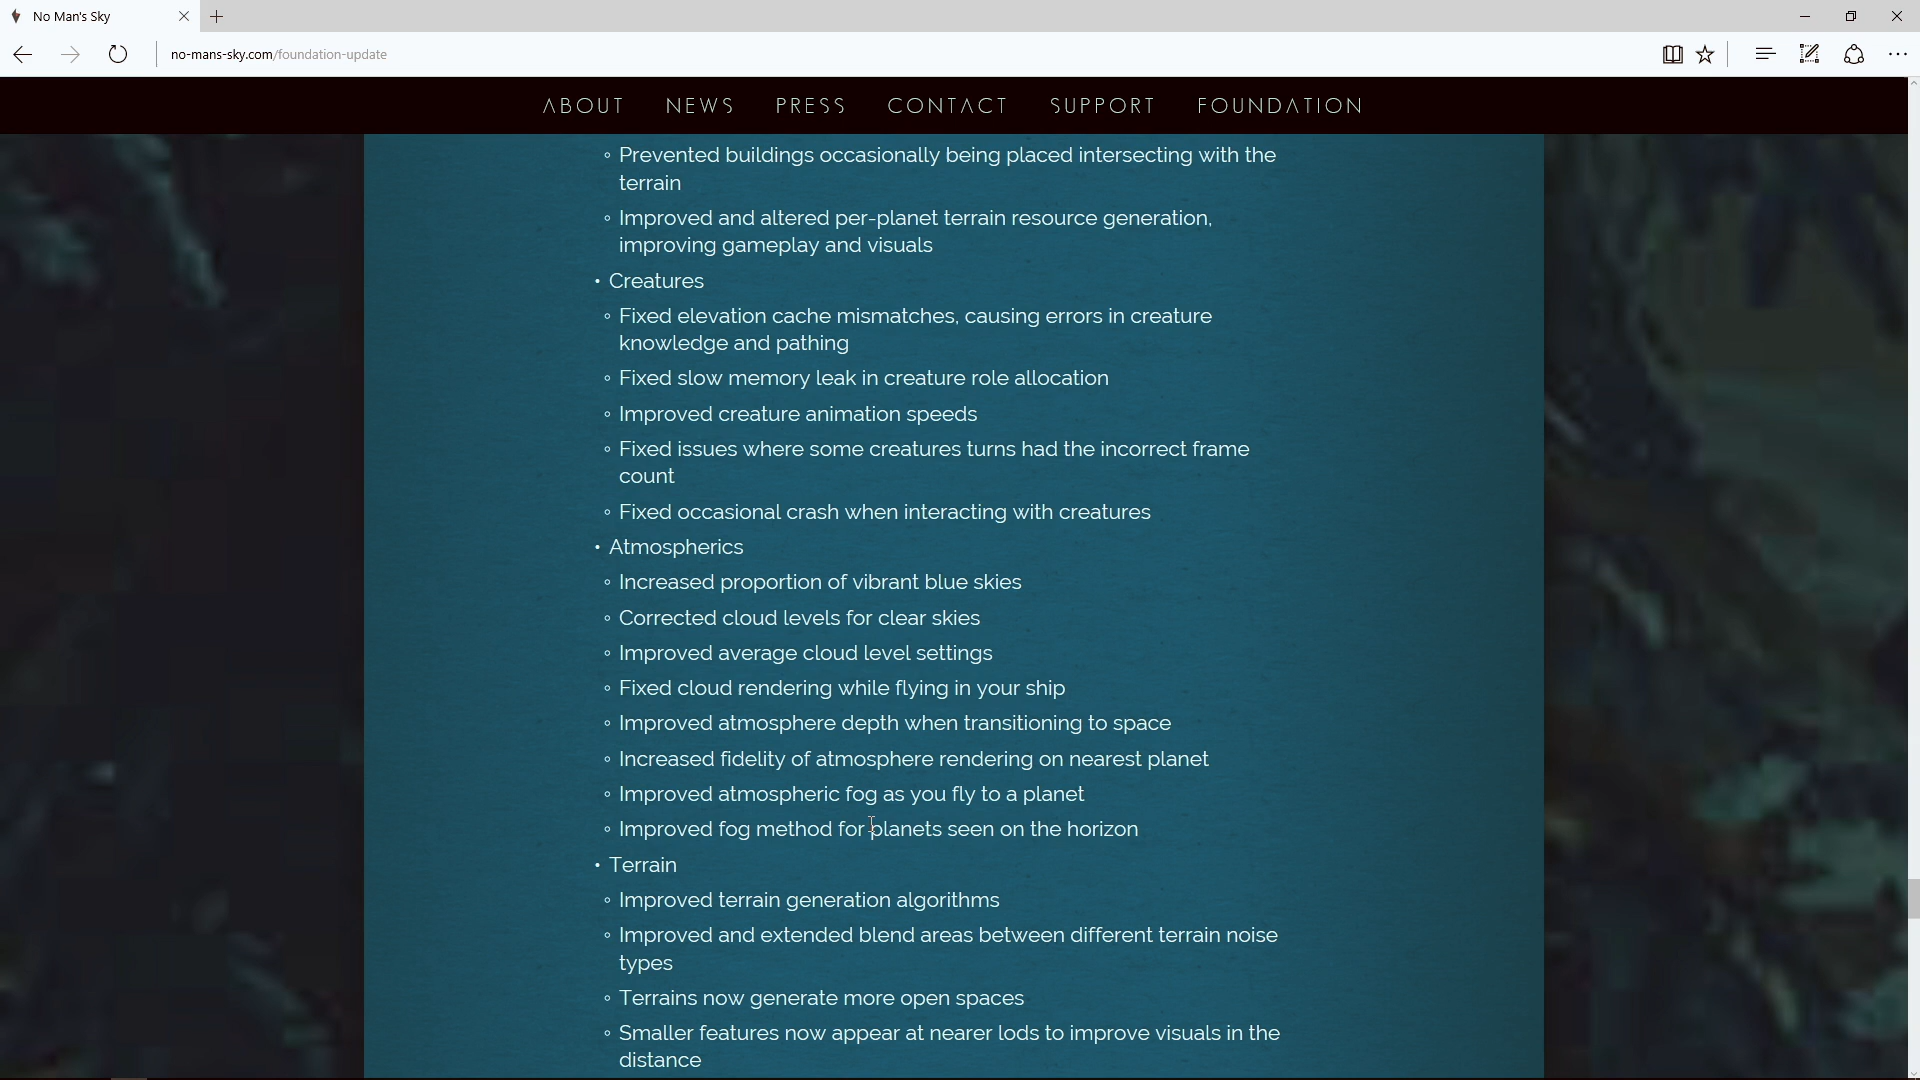 No Man's Sky
no-mans-sky.com/foundation-update
ABOUT NEWS PRESS CONTACT SUPPORT FOUNDATION
◦ Prevented buildings occasionally being placed intersecting with the
terrain
◦ Improved and altered per-planet terrain resource generation,
improving gameplay and visuals
• Creatures
◦ Fixed elevation cache mismatches, causing errors in creature
knowledge and pathing
◦ Fixed slow memory leak in creature role allocation
◦ Improved creature animation speeds
◦ Fixed issues where some creatures turns had the incorrect frame
count
◦ Fixed occasional crash when interacting with creatures
• Atmospherics
◦ Increased proportion of vibrant blue skies
◦ Corrected cloud levels for clear skies
◦ Improved average cloud level settings
◦ Fixed cloud rendering while flying in your ship
◦ Improved atmosphere depth when transitioning to space
◦ Increased fidelity of atmosphere rendering on nearest planet
◦ Improved atmospheric fog as you fly to a planet
◦ Improved fog method for planets seen on the horizon
• Terrain
◦ Improved terrain generation algorithms
◦ Improved and extended blend areas between different terrain noise
types
◦ Terrains now generate more open spaces
◦ Smaller features now appear at nearer lods to improve visuals in the
distance